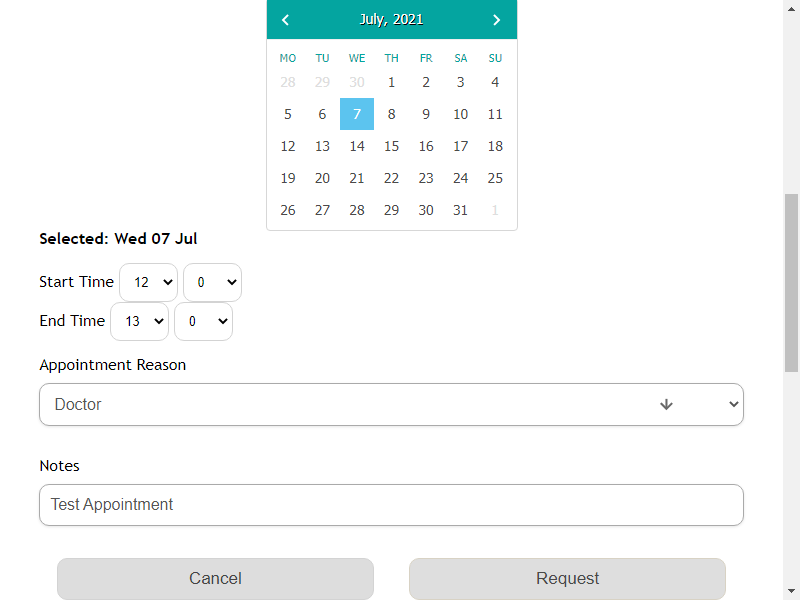 July, 2021
MO TU WE TH FR SA SU
28 29 30 1 2 3 4
5 6 7 8 9 10 11
12 13 14 15 16 17 18
19 20 21 22 23 24 25
26 27 28 29 30 31 1
Selected: Wed 07 Jul
Start Time 12 0
End Time 13 0
Appointment Reason
Doctor
Notes
Test Appointment
Cancel Request